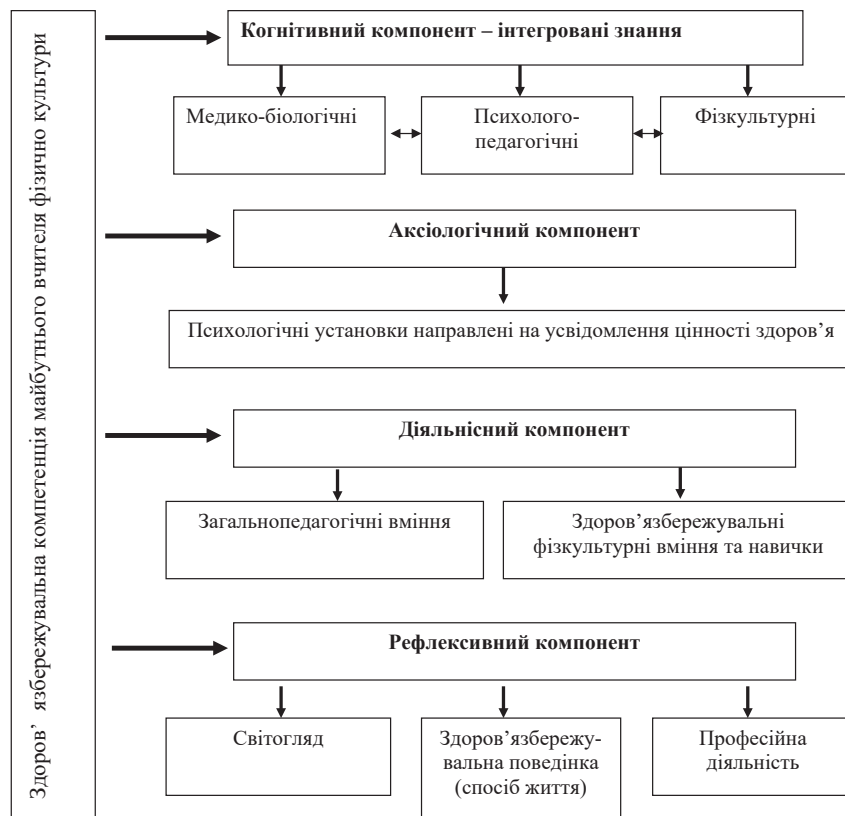 Здоров’ язбережувальна компетенція майбутнього вчителя фізично культури
Когнітивний компонент – інтегровані знання
Медико-біологічні
Психолого-
педагогічні
Фізкультурні
Аксіологічний компонент
Психологічні установки направлені на усвідомлення цінності здоров’я
Діяльнісний компонент
Загальнопедагогічні вміння
Здоров’язбережувальні
фізкультурні вміння та навички
Рефлексивний компонент
Світогляд
Здоров’язбережу-
вальна поведінка
(спосіб життя)
Професійна
діяльність